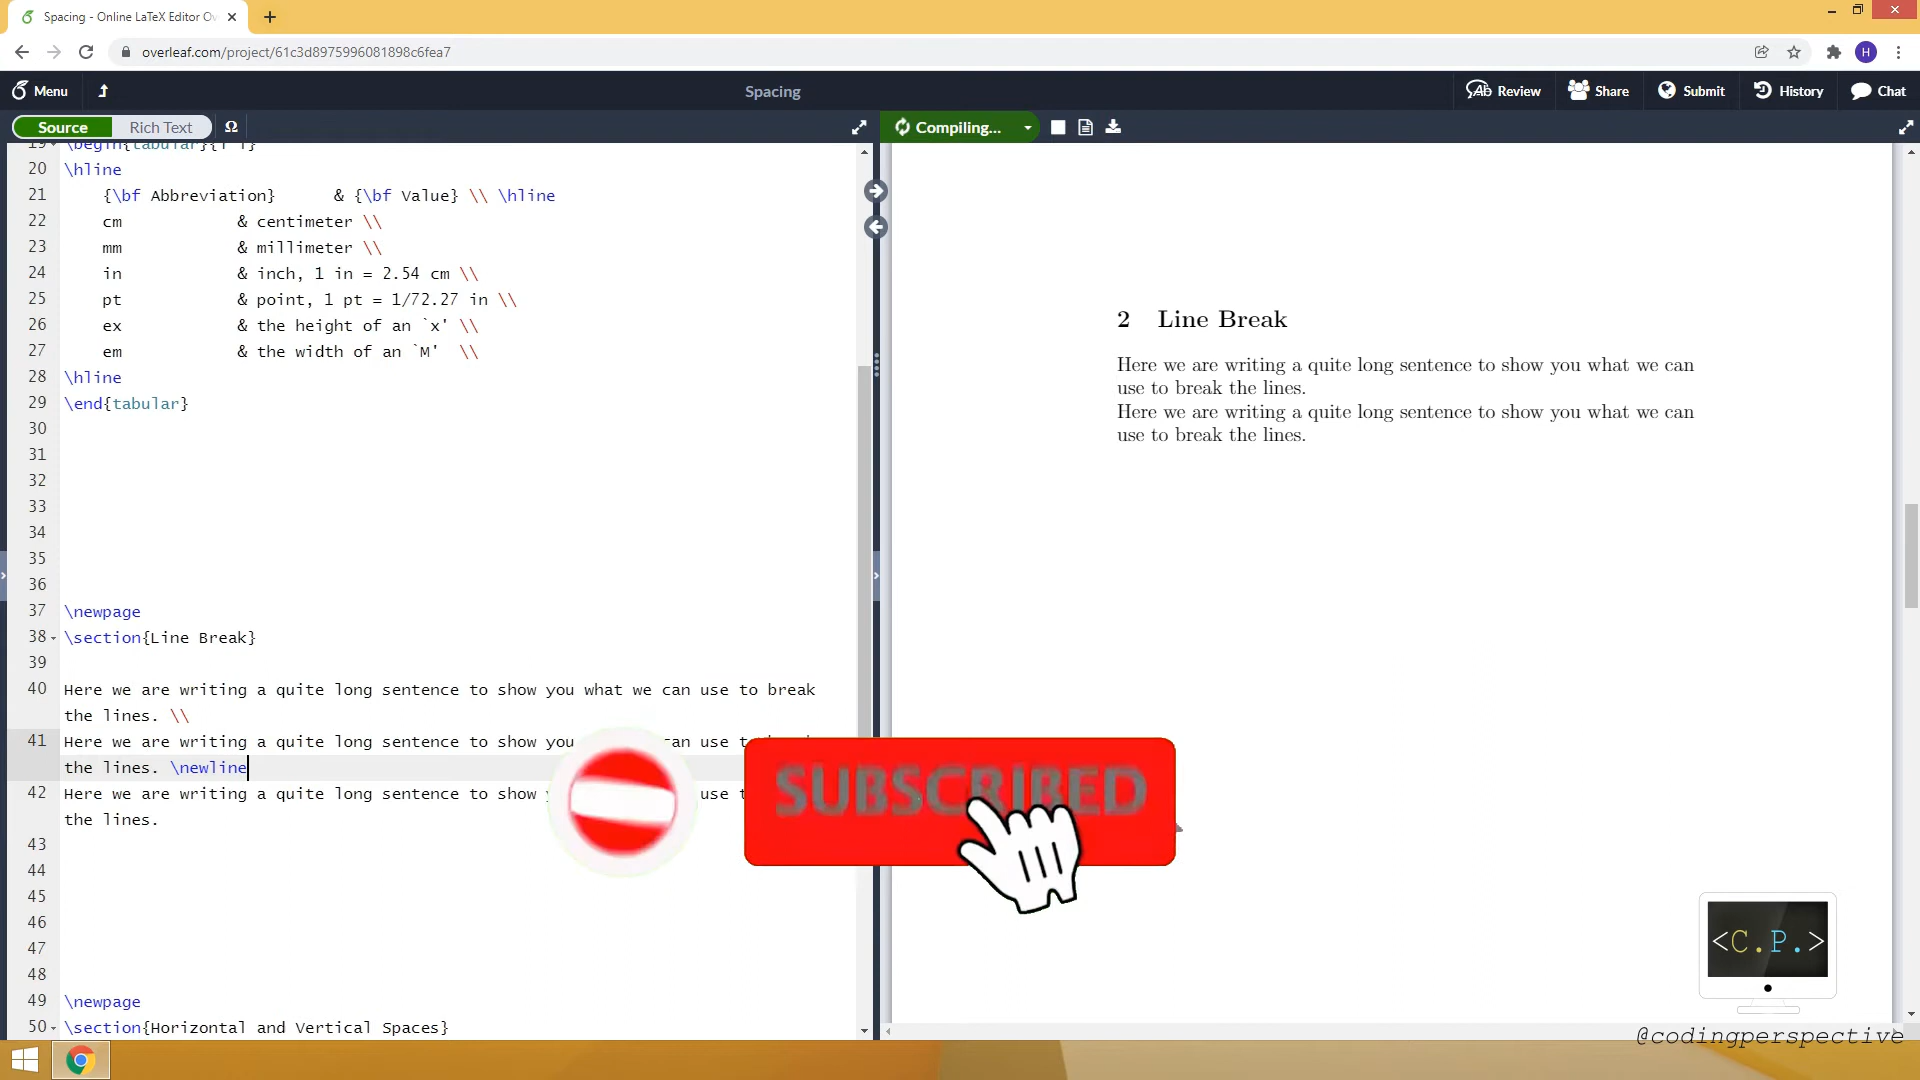 Spacing - Online LaTeX Editor Ov
overleaf.com/project/61c3d8975996081898c6fea7
H
Menu
Spacing
Review
Share
Submit
History
Chat
Source
Rich Text
Ω
Compiling...
19 \begin{tabular}{l l}
20 \hline
21 {\bf Abbreviation} & {\bf Value} \\ \hline
22 cm & centimeter \\
23 mm & millimeter \\
24 in & inch, 1 in = 2.54 cm \\
25 pt & point, 1 pt = 1/72.27 in \\
26 ex & the height of an `x' \\
27 em & the width of an `M' \\
28 \hline
29 \end{tabular}
30
31
32
33
34
35
36
37 \newpage
38 \section{Line Break}
39
40 Here we are writing a quite long sentence to show you what we can use to break
the lines. \\
41 Here we are writing a quite long sentence to show you can use t
the lines. \newline
42 Here we are writing a quite long sentence to show use t
the lines.
43
44
45
46
47
48
49 \newpage
50 \section{Horizontal and Vertical Spaces}
2 Line Break
Here we are writing a quite long sentence to show you what we can
use to break the lines.
Here we are writing a quite long sentence to show you what we can
use to break the lines.
SUBSCRIBED
<C.P.>
@codingperspective